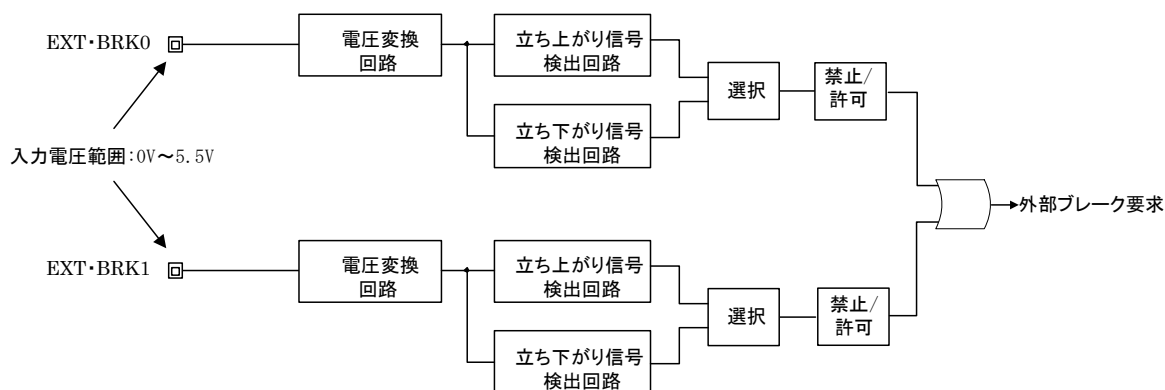 EXT・BRK0
電圧変換
回路
立ち上がり信号
検出回路
立ち下がり信号
検出回路
選択
禁止/
許可
入力電圧範囲:0V～5.5V
外部ブレーク要求
EXT・BRK1
電圧変換
回路
立ち上がり信号
検出回路
立ち下がり信号
検出回路
選択
禁止/
許可